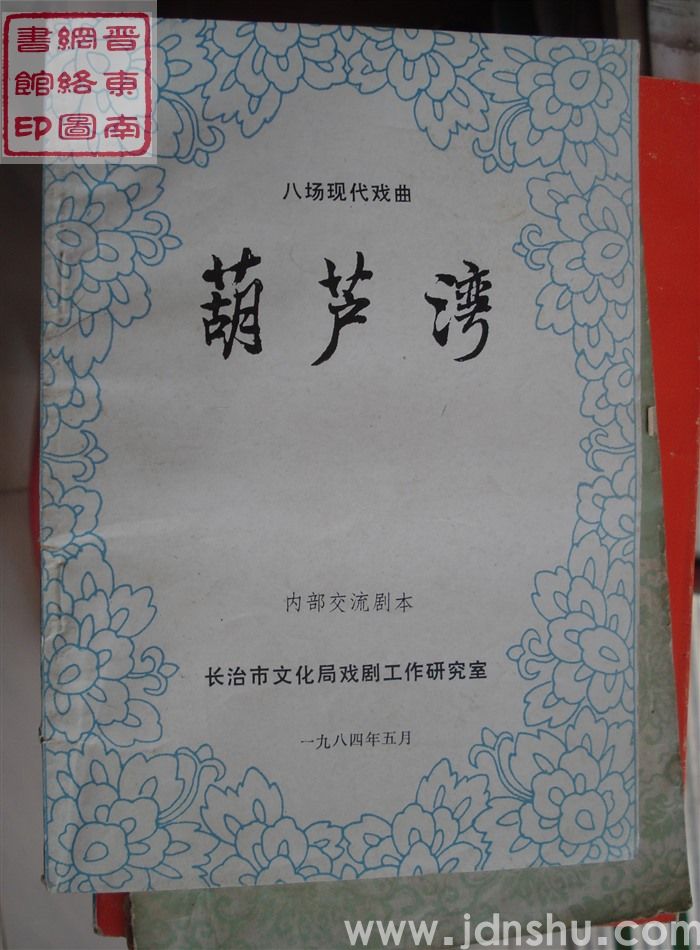 晋东南
網络圖
書館印
八场现代戏曲
葫芦湾
内部交流剧本
长治市文化局戏剧工作研究室
一九八四年五月
www.jdnshu.com